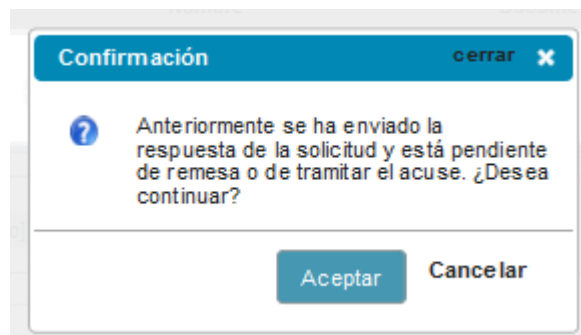 Confirmación cerrar
Anteriormente se ha enviado la
respuesta de la solicitud y está pendiente
de remesa o de tramitar el acuse. ¿Desea
continuar?
Aceptar Cancelar